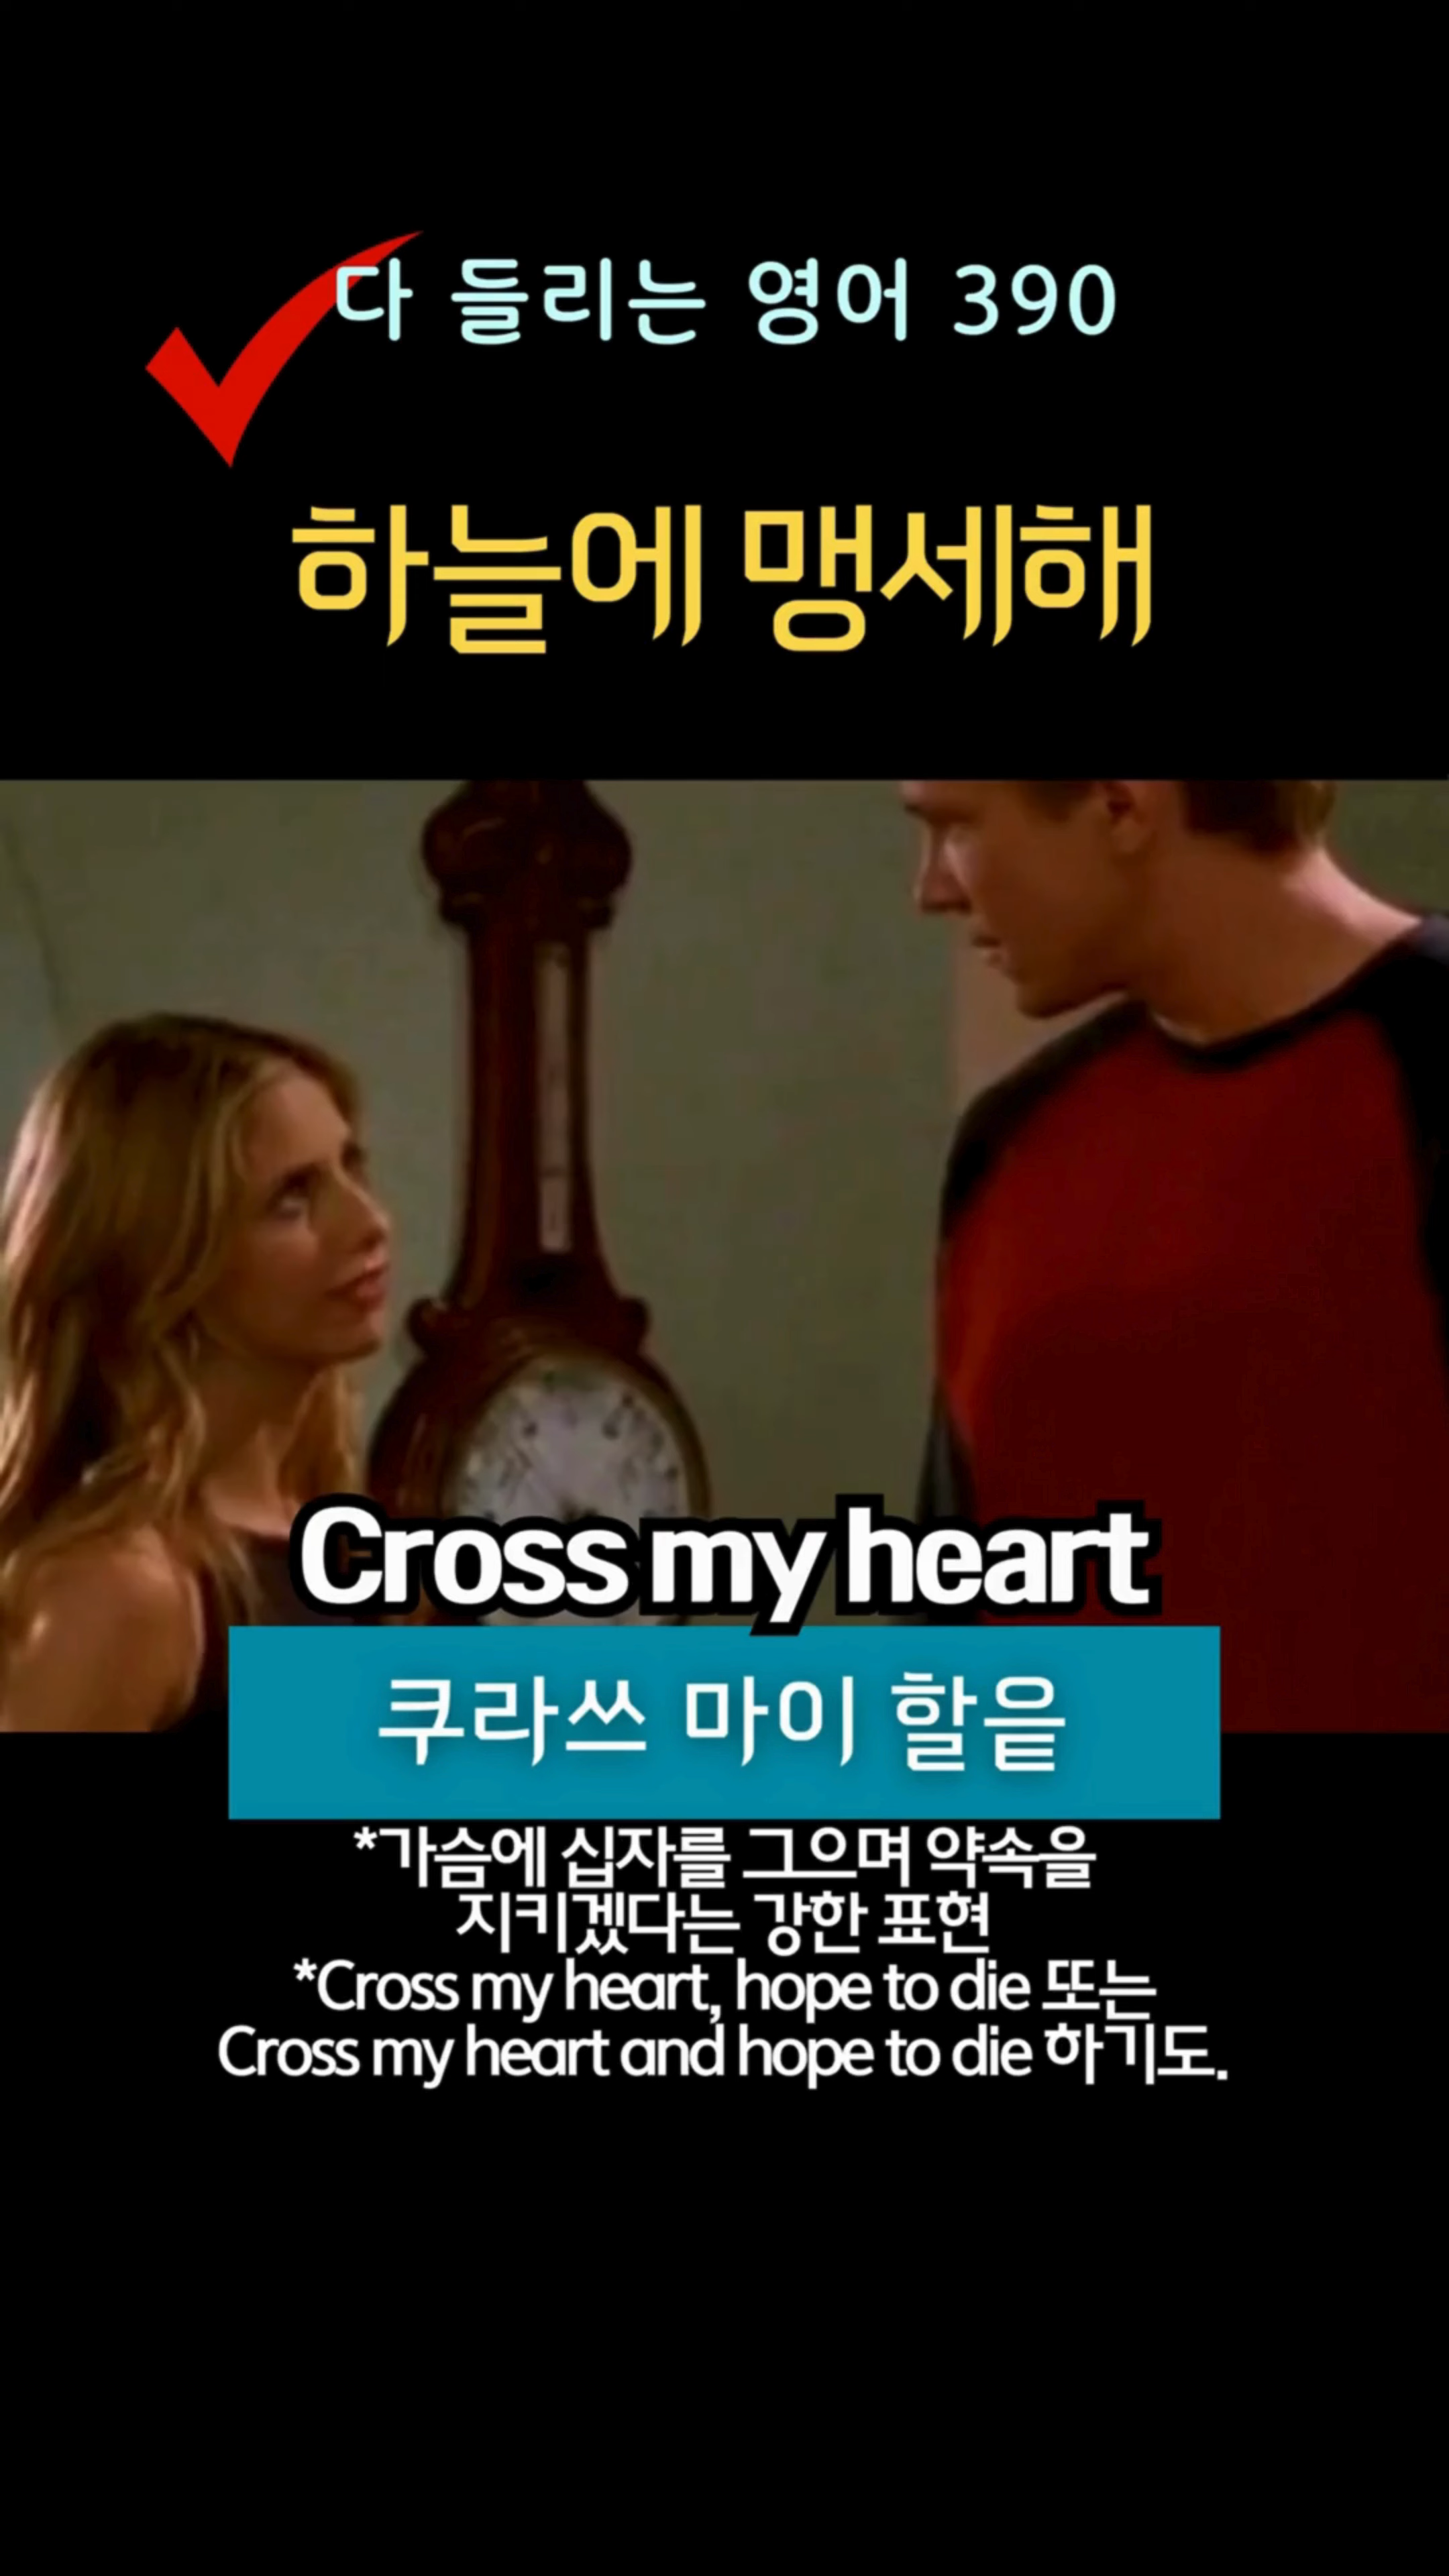 다 들리는 영어 390
하늘에 맹세해
Cross my heart
쿠라쓰 마이 할읕
*가슴에 십자를 그으며 약속을
지키겠다는 강한 표현
*Cross my heart, hope to die 또는
Cross my heart and hope to die 하기도.